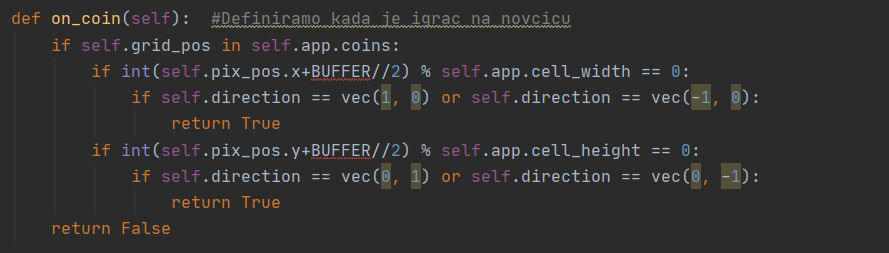 def on_coin(self):  #Definiramo kada je igrac na novcicu
    if self.grid_pos in self.app.coins:
        if int(self.pix_pos.x+BUFFER//2) % self.app.cell_width == 0:
            if self.direction == vec(1, 0) or self.direction == vec(-1, 0):
                return True
        if int(self.pix_pos.y+BUFFER//2) % self.app.cell_height == 0:
            if self.direction == vec(0, 1) or self.direction == vec(0, -1):
                return True
    return False